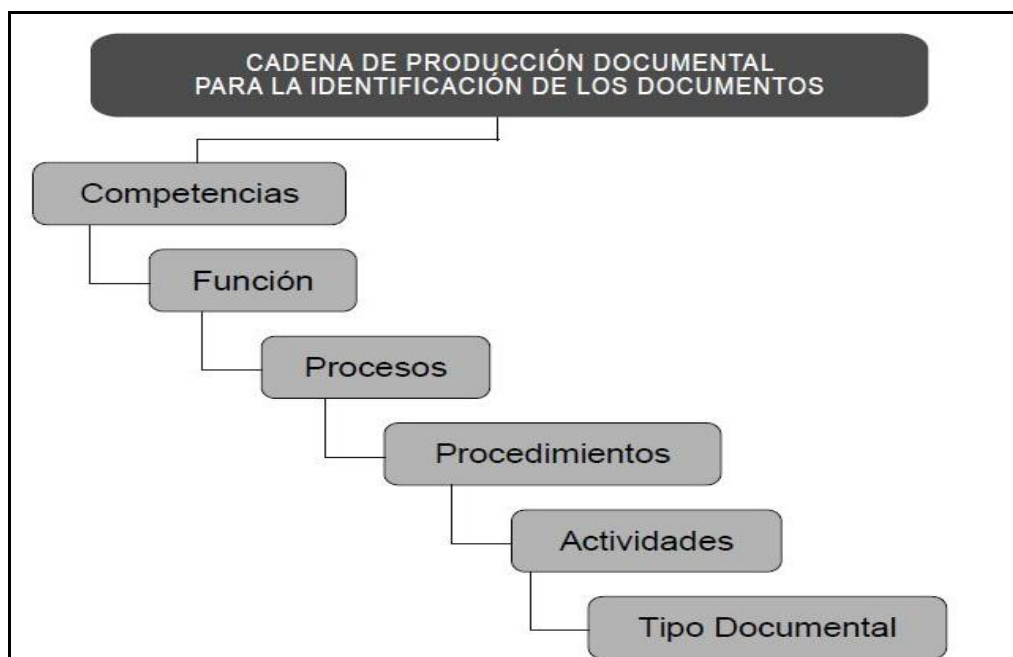 CADENA DE PRODUCCIÓN DOCUMENTAL
PARA LA IDENTIFICACIÓN DE LOS DOCUMENTOS
Competencias
Función
Procesos
Procedimientos
Actividades
Tipo Documental